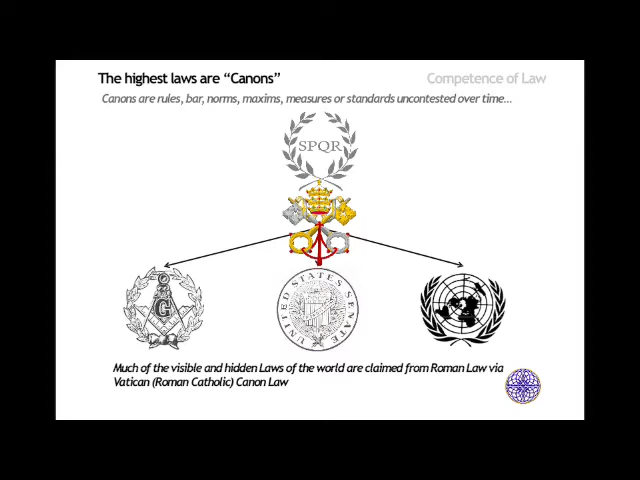 The highest laws are “Canons”
Competence of Law
Canons are rules, bar, norms, maxims, measures or standards uncontested over time...
SPQR
G
UNITED STATES SENATE
Much of the visible and hidden Laws of the world are claimed from Roman Law via
Vatican (Roman Catholic) Canon Law